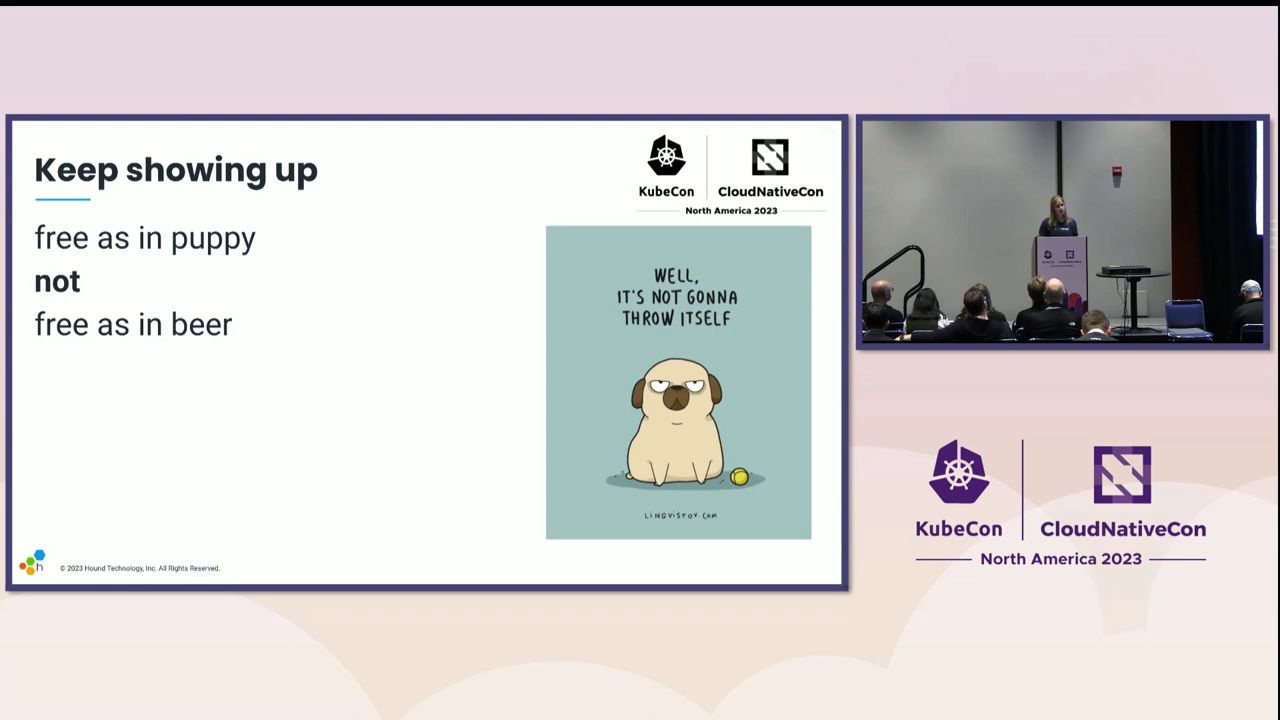 Keep showing up
free as in puppy
not
free as in beer
KubeCon
CloudNativeCon
North America 2023
WELL,
IT'S NOT GONNA
THROW ITSELF
LINGVISTOV.COM
h
© 2023 Hound Technology, Inc. All Rights Reserved.
KubeCon
CloudNativeCon
North America 2023